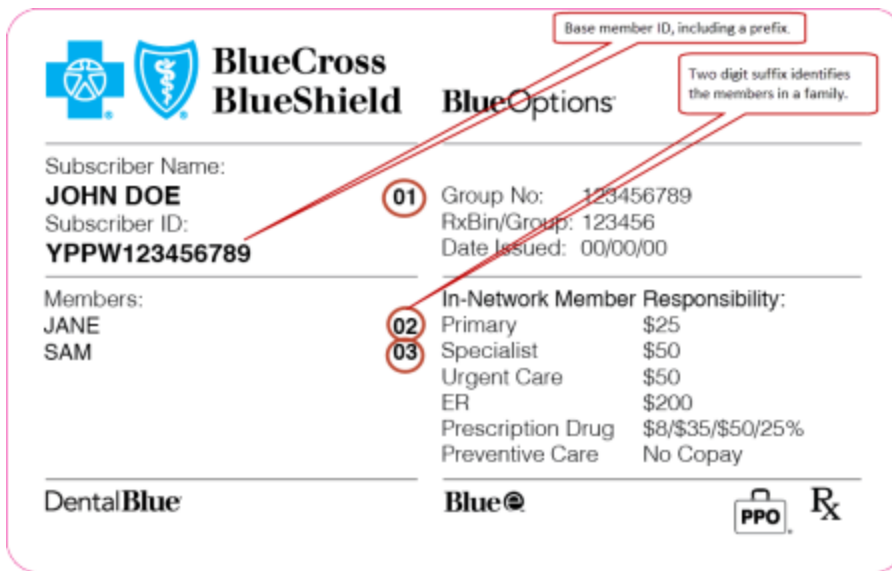 Base member ID, including a prefix.
Two digit suffix identifies
the members in a family.
BlueCross
BlueShield
BlueOptions
Subscriber Name:
JOHN DOE 01
Subscriber ID:
YPPW123456789
Group No: 123456789
RxBin/Group: 123456
Date Issued: 00/00/00
Members:
JANE 02
SAM 03
In-Network Member Responsibility:
Primary $25
Specialist $50
Urgent Care $50
ER $200
Prescription Drug $8/$35/$50/25%
Preventive Care No Copay
DentalBlue
Blue e
PPO
Rx